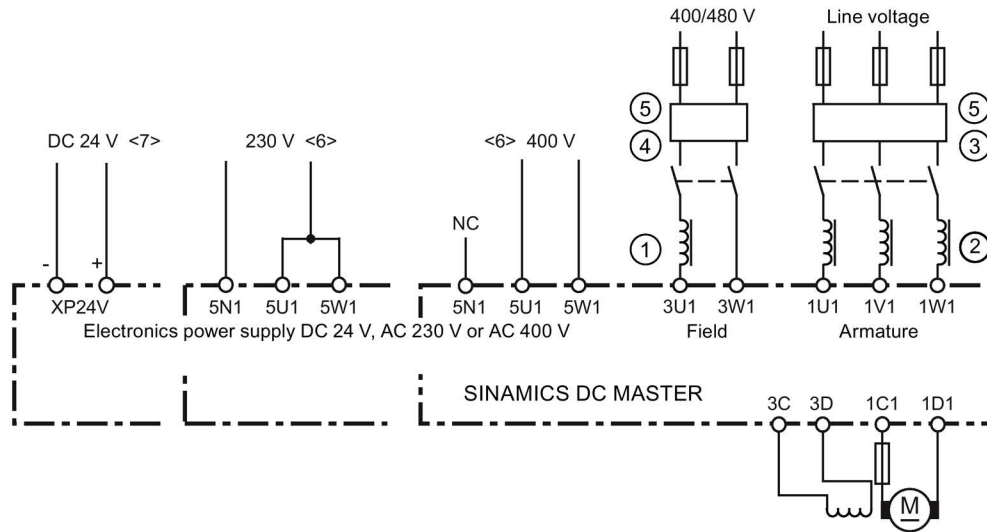 400/480 V
Line voltage
5
5
DC 24 V <7>
230 V <6>
<6> 400 V
4
3
NC
1
2
-
+
XP24V
5N1
5U1
5W1
5N1
5U1
5W1
3U1
3W1
1U1
1V1
1W1
Electronics power supply DC 24 V, AC 230 V or AC 400 V
Field
Armature
SINAMICS DC MASTER
3C
3D
1C1
1D1
M